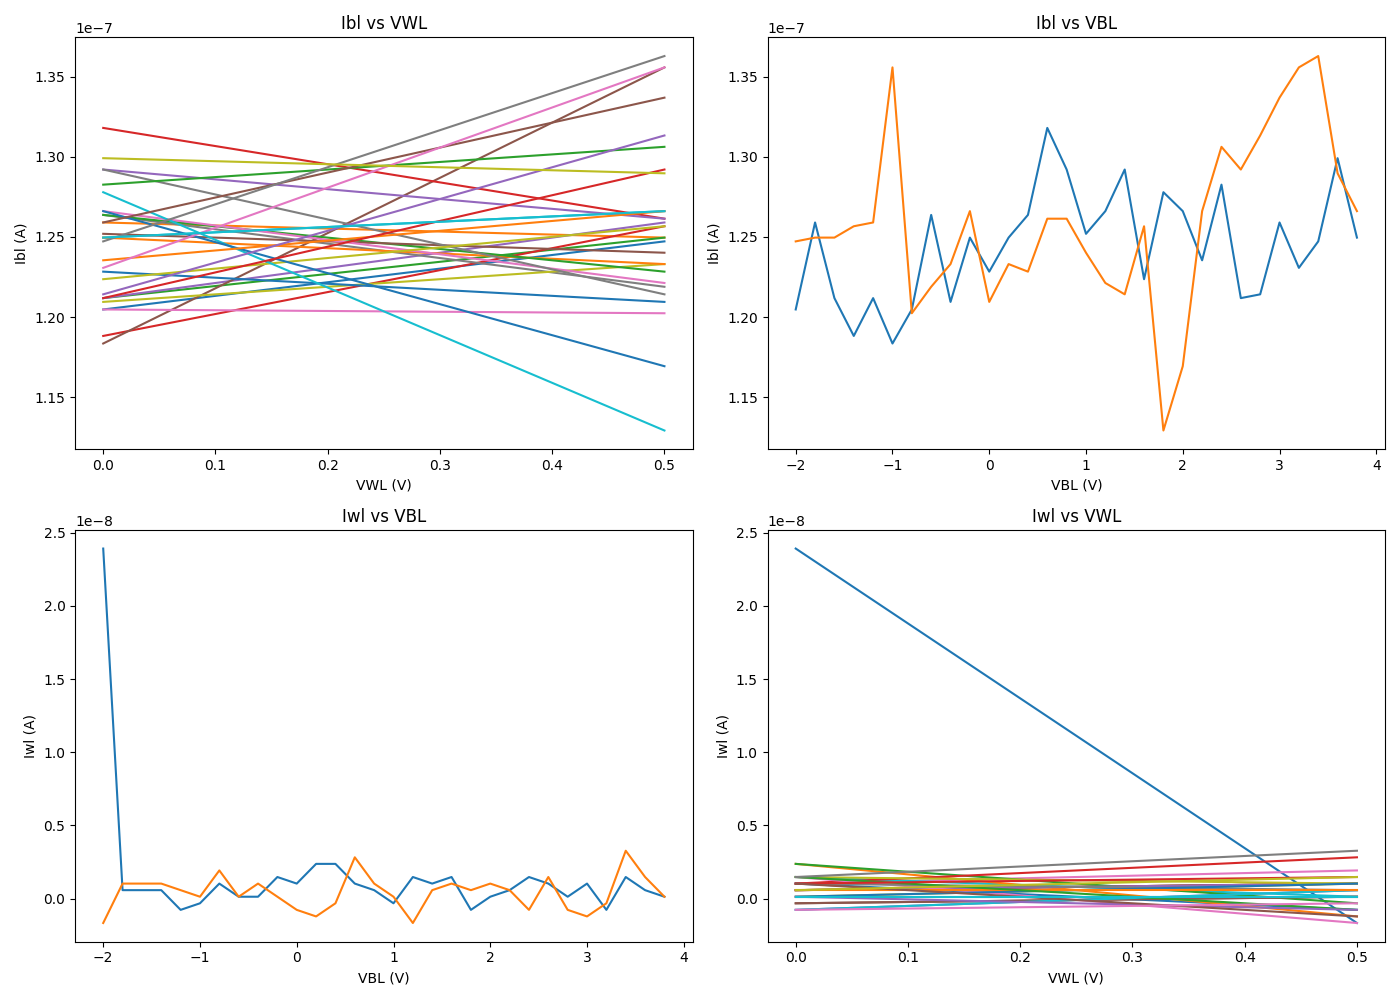 Ibl vs VWL
1e−7
1.35
1.30
1.25
1.20
1.15
Ibl (A)
0.0 0.1 0.2 0.3 0.4 0.5
VWL (V)
Ibl vs VBL
1e−7
1.35
1.30
1.25
1.20
1.15
Ibl (A)
−2 −1 0 1 2 3 4
VBL (V)
Iwl vs VBL
1e−8
2.5
2.0
1.5
1.0
0.5
0.0
Iwl (A)
−2 −1 0 1 2 3 4
VBL (V)
Iwl vs VWL
1e−8
2.5
2.0
1.5
1.0
0.5
0.0
Iwl (A)
0.0 0.1 0.2 0.3 0.4 0.5
VWL (V)